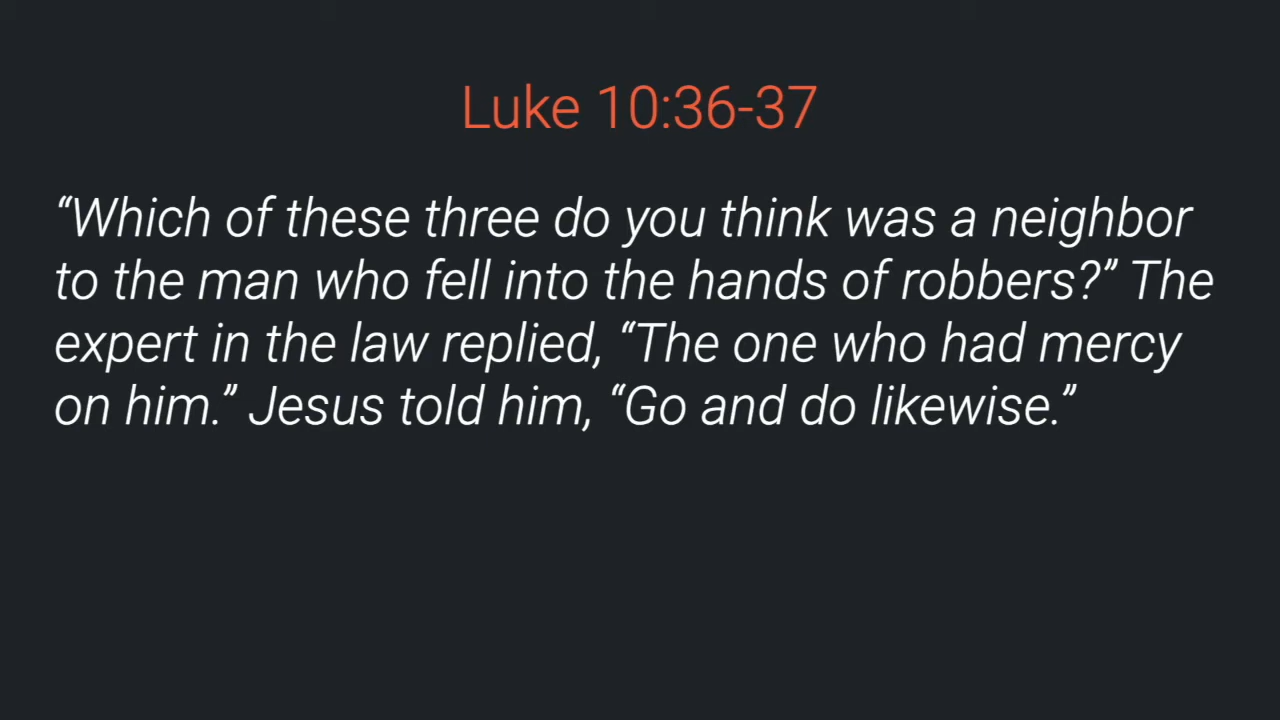 Luke 10:36-37
“Which of these three do you think was a neighbor
to the man who fell into the hands of robbers?” The
expert in the law replied, “The one who had mercy
on him.” Jesus told him, “Go and do likewise.”